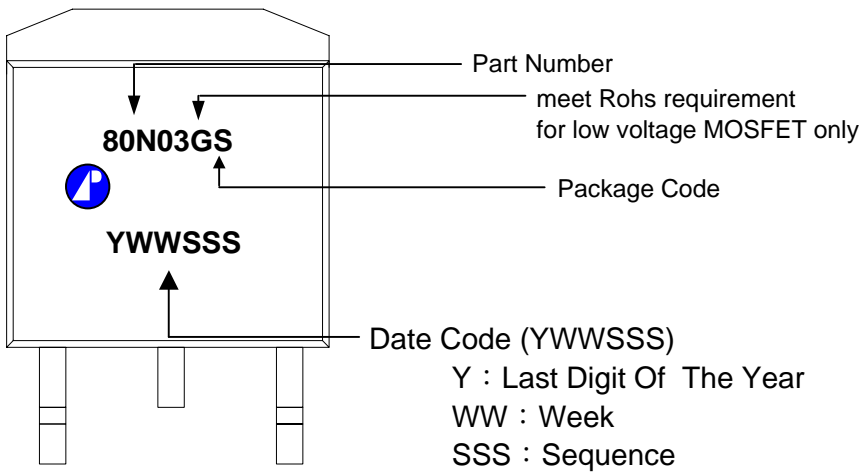 Part Number
meet Rohs requirement
for low voltage MOSFET only
80N03GS
Package Code
YWWSSS
Date Code (YWWSSS)
Y：Last Digit Of The Year
WW：Week
SSS：Sequence